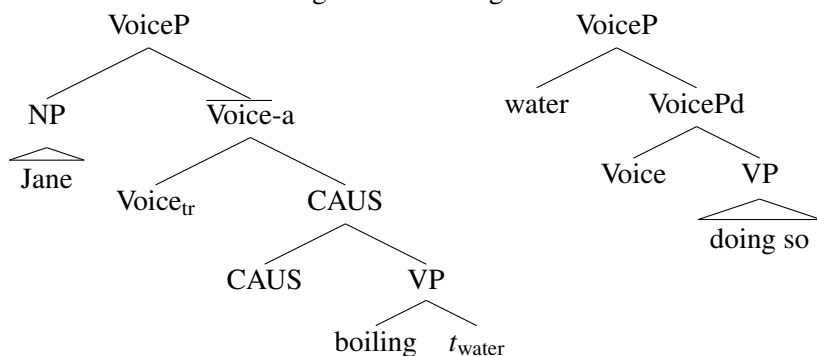 VoiceP VoiceP
NP Voice-a water VoicePd
Jane Voicetr CAUS Voice VP
CAUS VP doing so
boiling twater